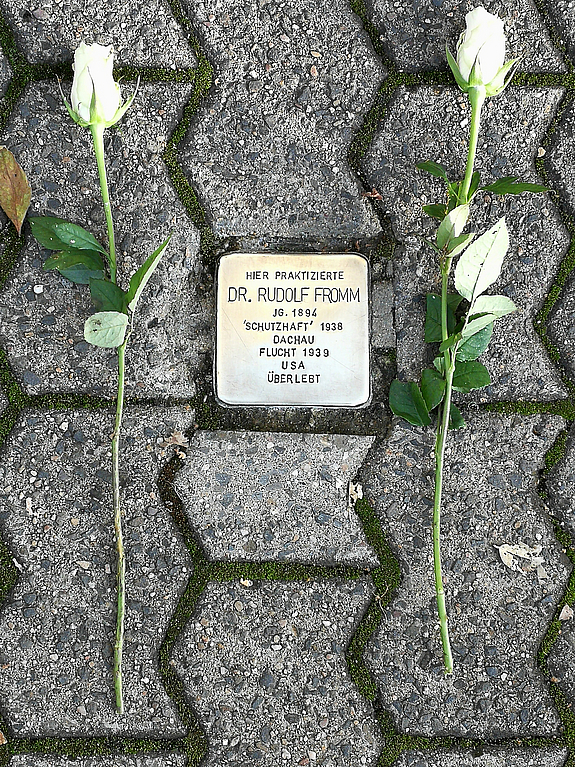 HIER PRAKTIZIERTE
DR. RUDOLF FROMM
JG. 1894
'SCHUTZHAFT' 1938
DACHAU
FLUCHT 1939
USA
ÜBERLEBT